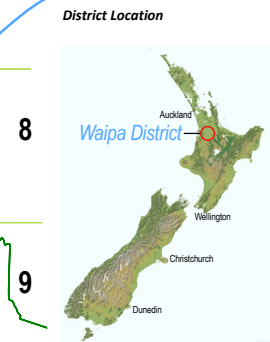 District Location
8
Auckland
Waipa District
Wellington
Christchurch
9
Dunedin